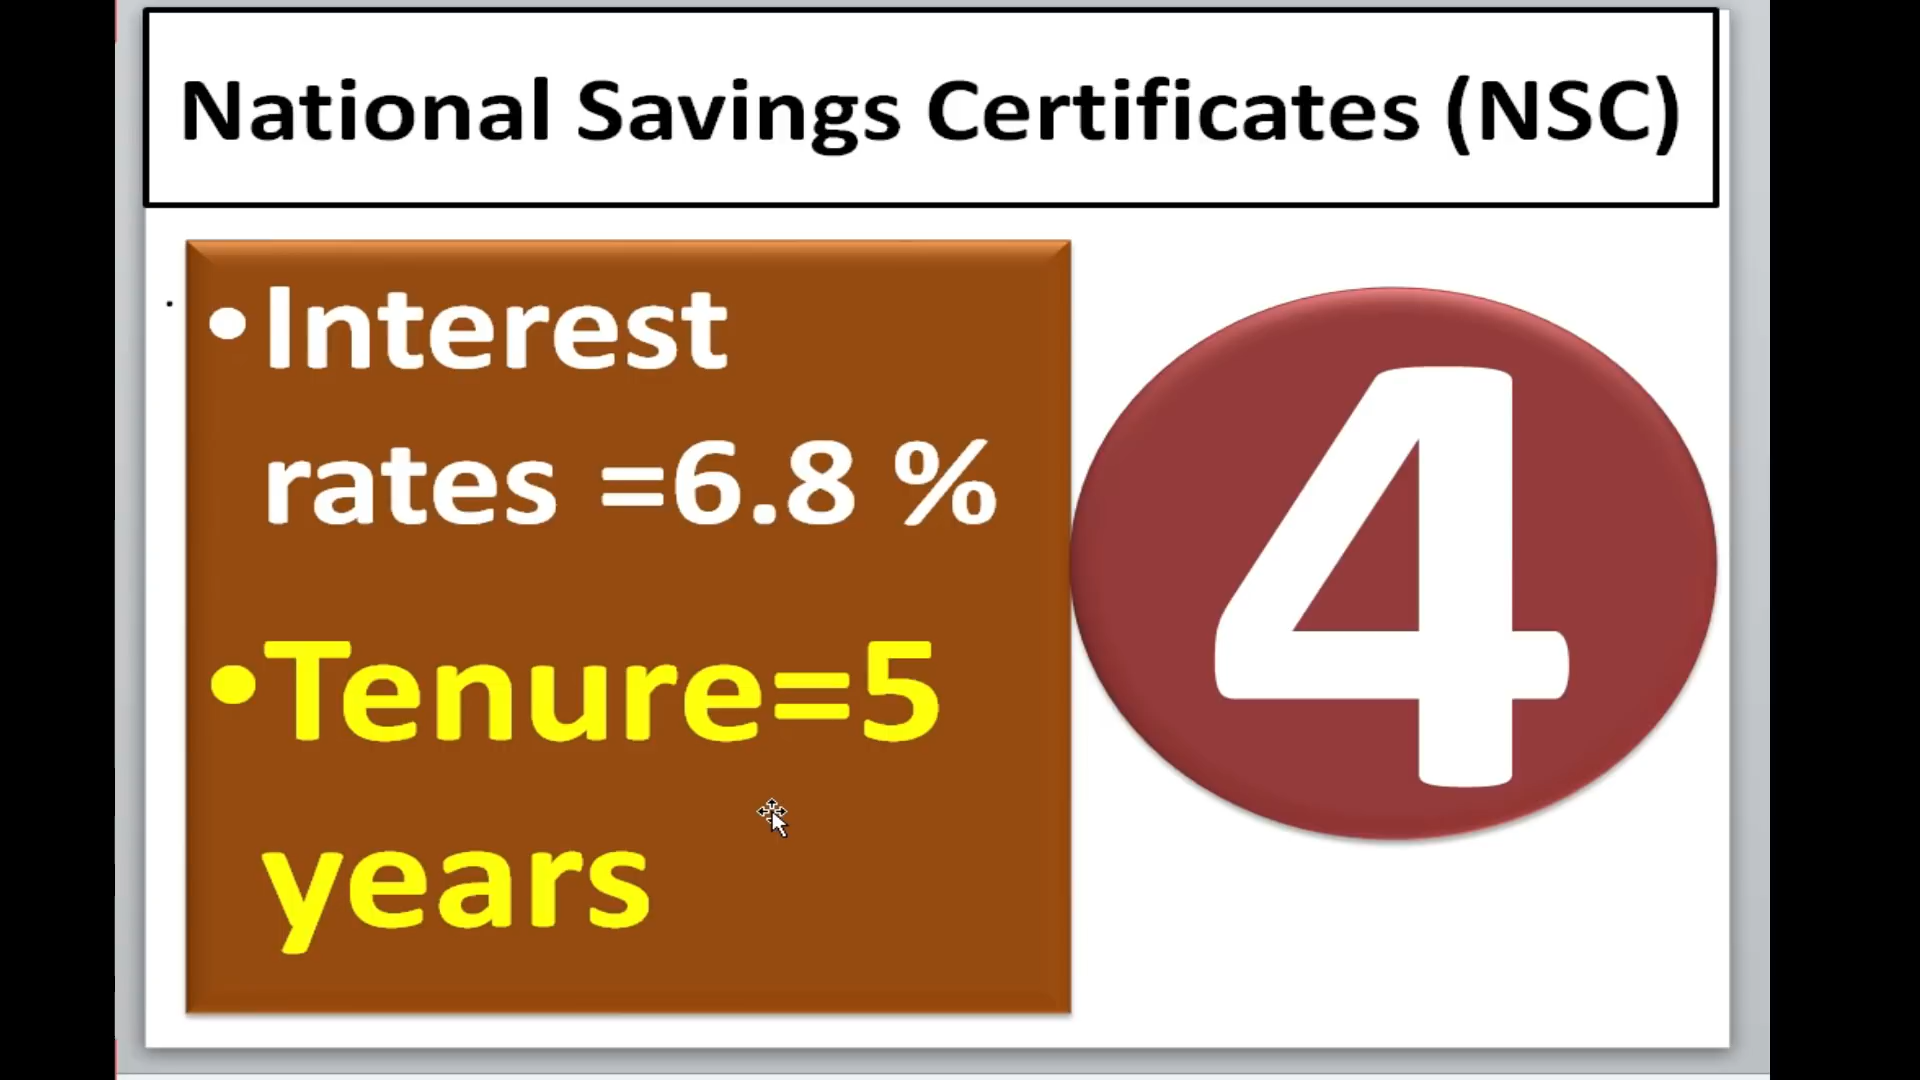 National Savings Certificates (NSC)
•Interest
rates =6.8 %
•Tenure=5
years
4